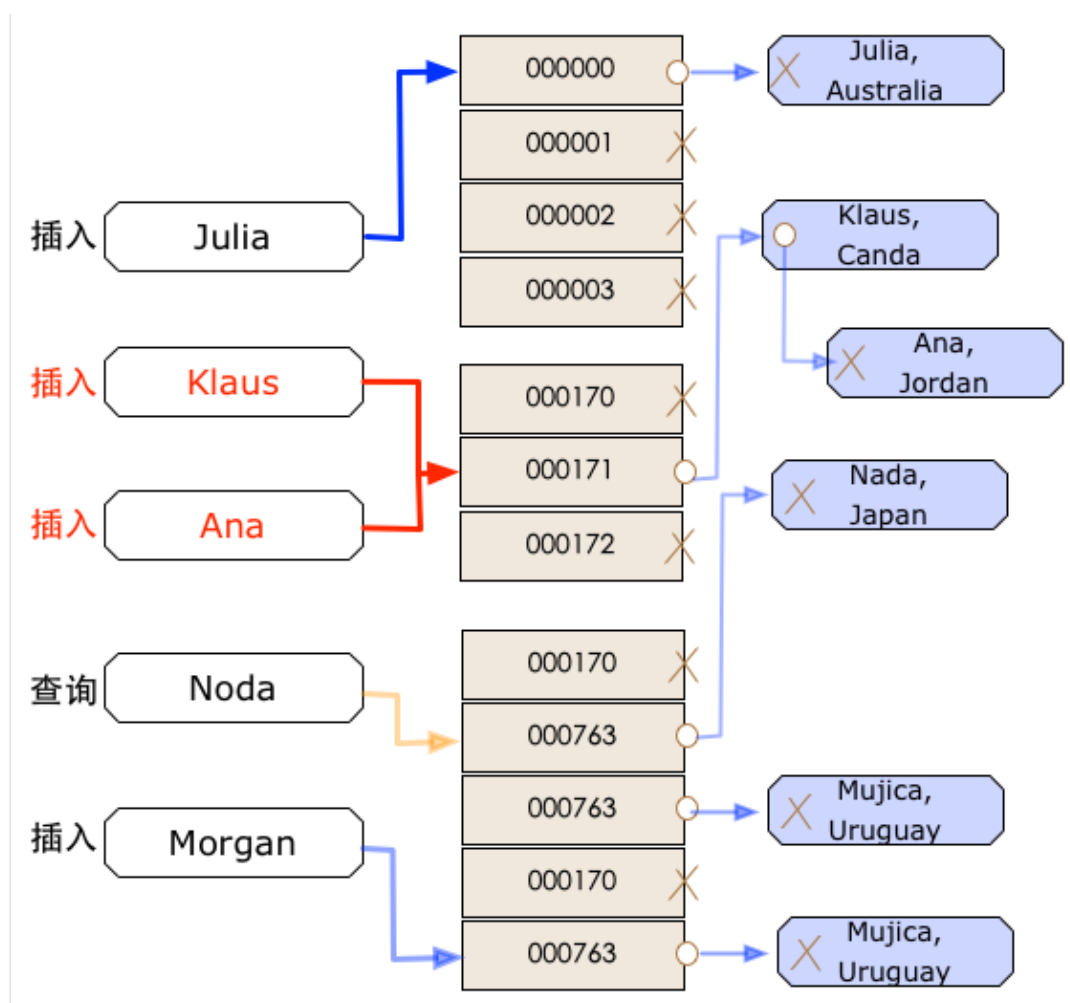 000000
Julia,
Australia
000001
插入 Julia
000002
Klaus,
Canda
000003
插入 Klaus
000170
Ana,
Jordan
000171
Nada,
Japan
插入 Ana
000172
查询 Noda
000170
000763
000763
Mujica,
Uruguay
插入 Morgan
000170
000763
Mujica,
Uruguay